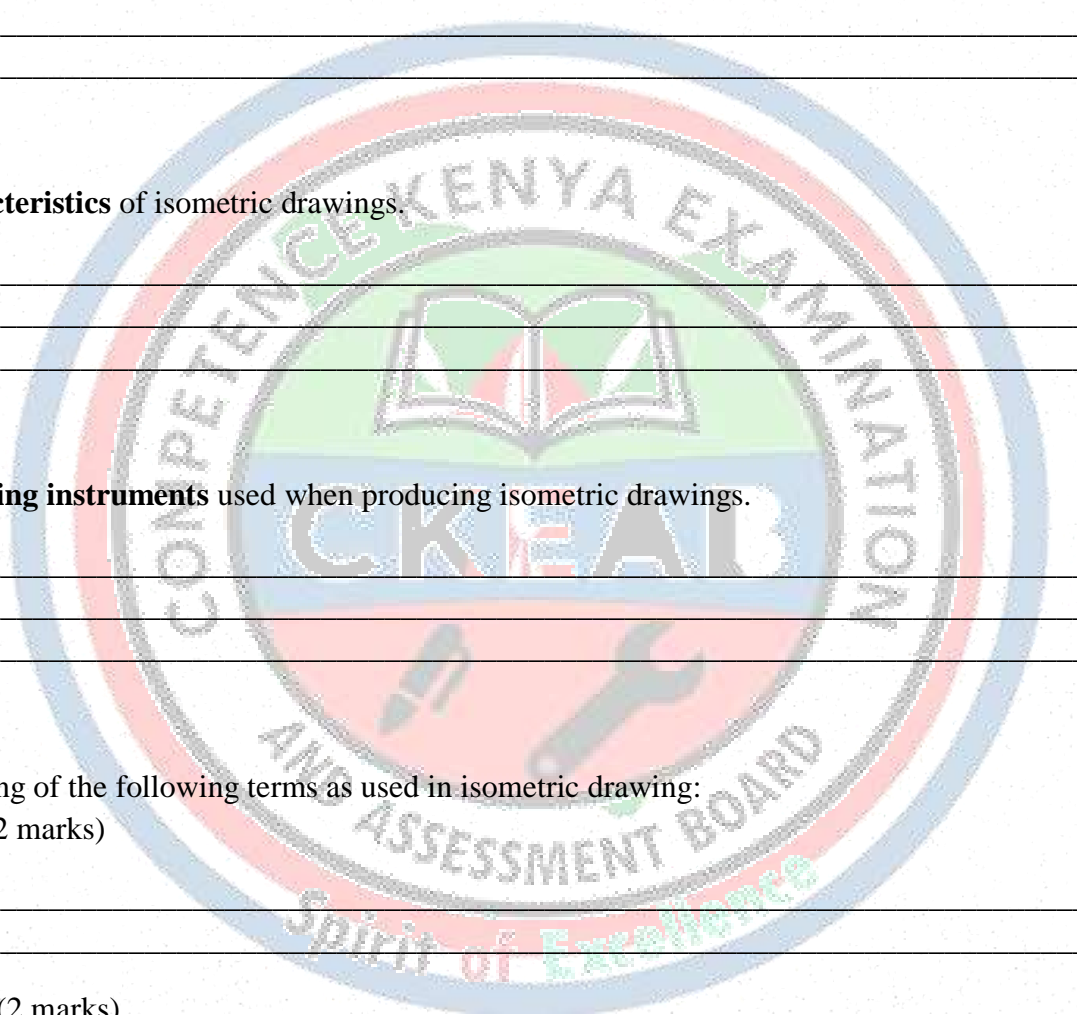 cteristics of isometric drawings.
ing instruments used when producing isometric drawings.
ng of the following terms as used in isometric drawing:
2 marks)
(2 marks)
COMPETENCE KENYA EXAMINATION
CKEAB
AND ASSESSMENT BOARD
Spirit of Excellence